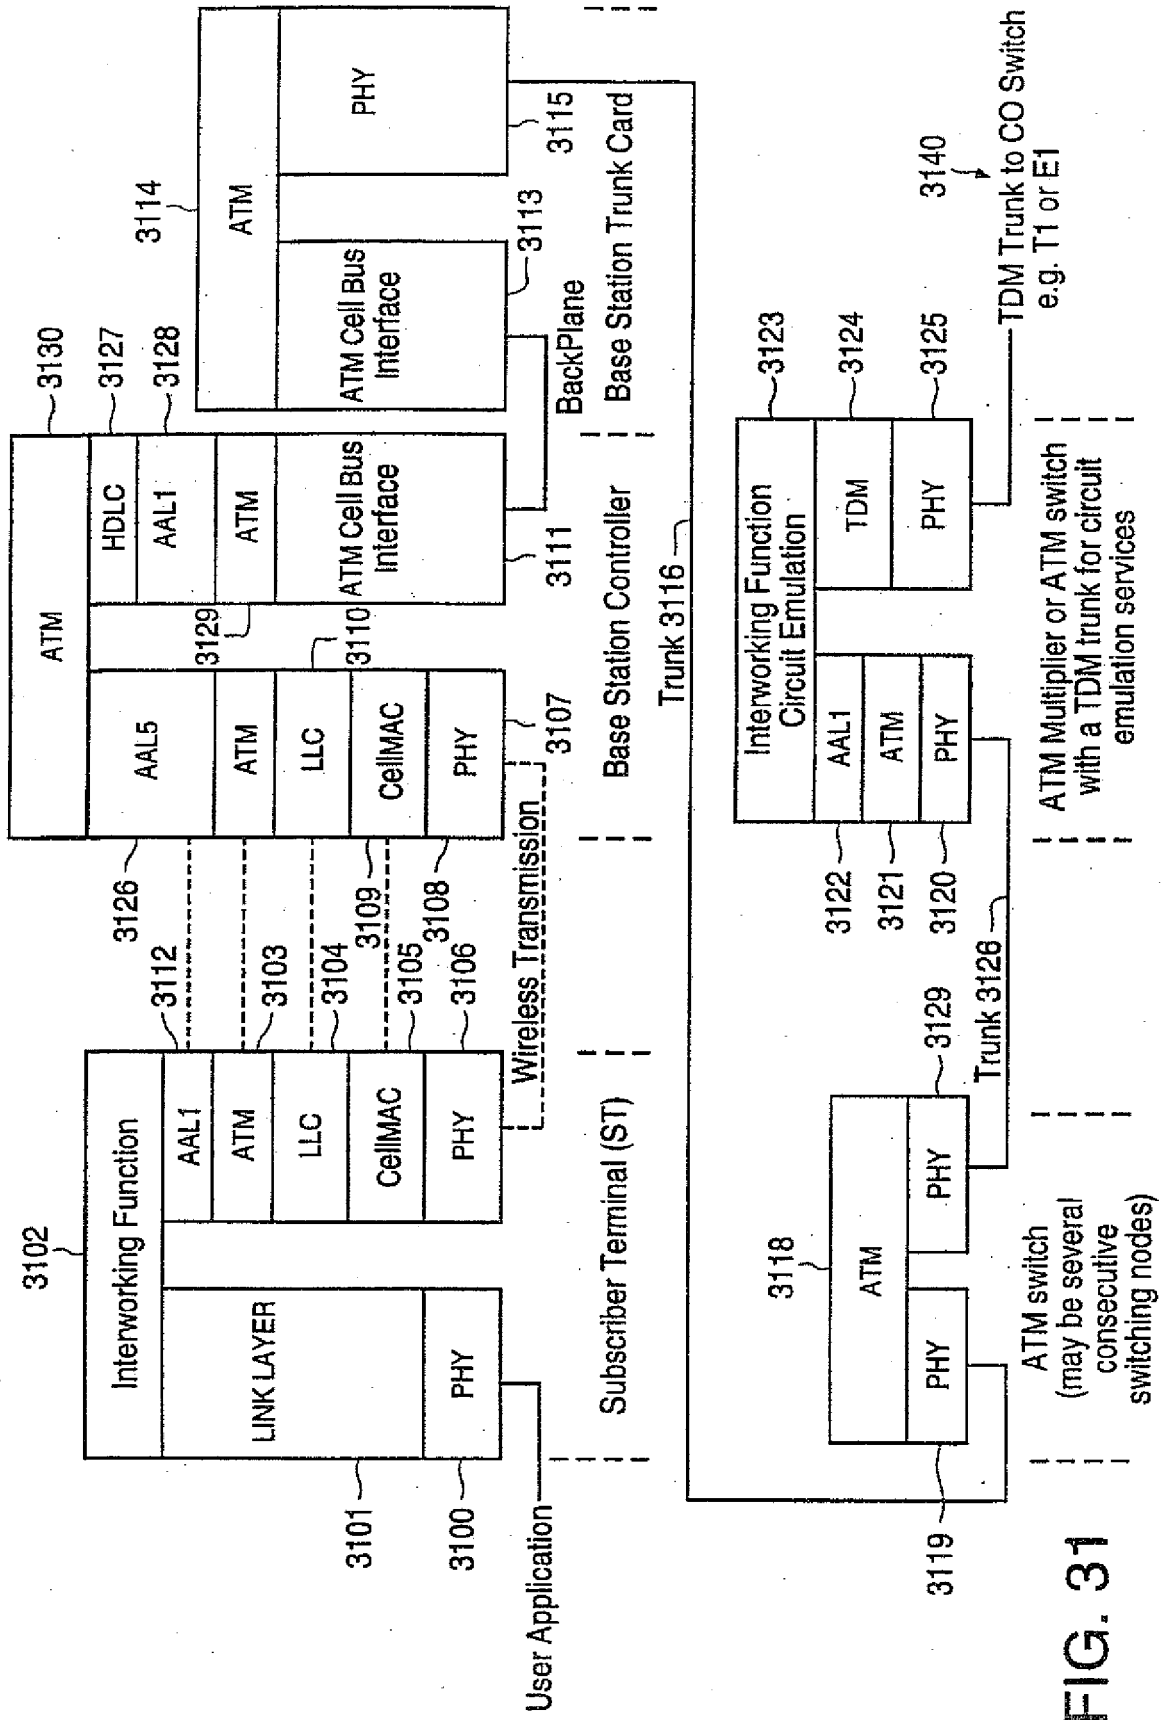 3102
Interworking Function
LINK LAYER
PHY
AAL1
ATM
LLC
CellMAC
PHY
3101
3100
User Application
3112
3103
3104
3105
3106
Subscriber Terminal (ST)
Wireless Transmission
3130
ATM
AAL5
ATM
LLC
CellMAC
PHY
HDLC
AAL1
ATM
ATM Cell Bus
Interface
3126
3109
3108
3107
3110
3129
3111
3127
3128
Base Station Controller
BackPlane
3114
ATM
ATM Cell Bus
Interface
PHY
3113
3115
Base Station Trunk Card
Trunk 3116
3118
ATM
PHY
PHY
3119
3129
ATM switch
(may be several
consecutive
switching nodes)
Trunk 3126
Interworking Function
Circuit Emulation
AAL1
ATM
PHY
TDM
PHY
3122
3121
3120
3123
3124
3125
ATM Multiplier or ATM switch
with a TDM trunk for circuit
emulation services
3140
TDM Trunk to CO Switch
e.g. T1 or E1
FIG. 31